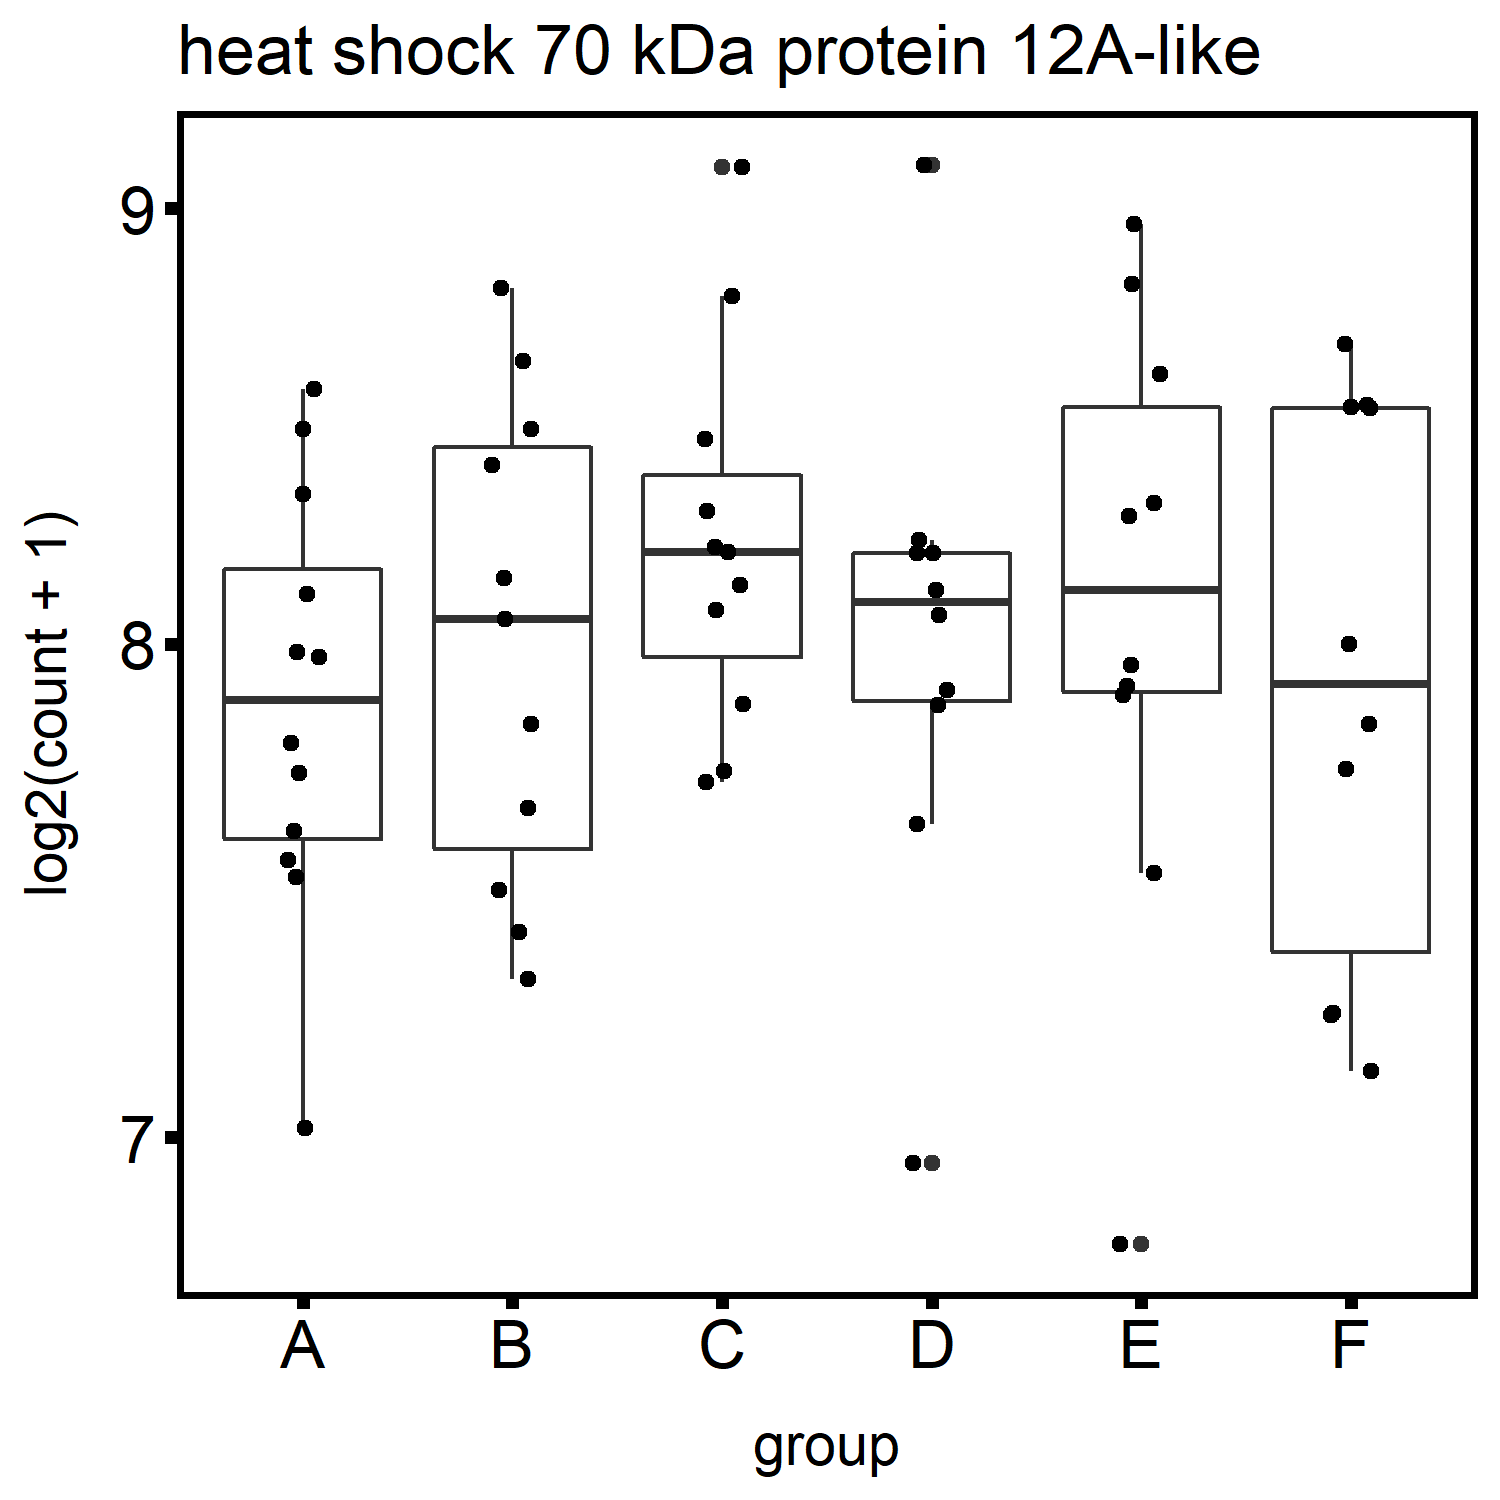 heat shock 70 kDa protein 12A-like
log2(count + 1)
9
8
7
A B C D E F
group